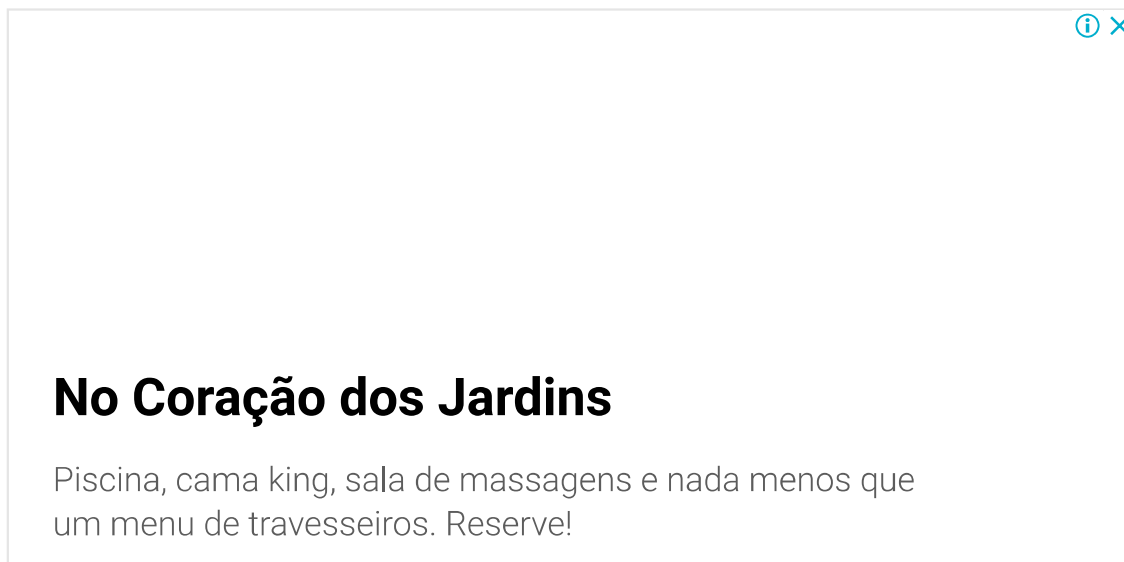 No Coração dos Jardins
Piscina, cama king, sala de massagens e nada menos que
um menu de travesseiros. Reserve!